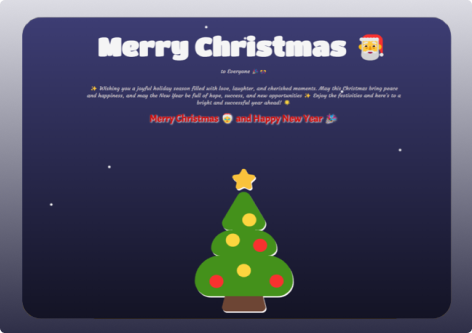 Merry Christmas 🎅
to Everyone 🎉 ❤️
✨ Wishing you a joyful holiday season filled with love, laughter, and cherished moments. May this Christmas bring peace
and happiness, and may the New Year be full of hope, success, and new opportunities ✨ Enjoy the festivities and here's to a
bright and successful year ahead! 🌟
Merry Christmas 🎅 and Happy New Year 🎉